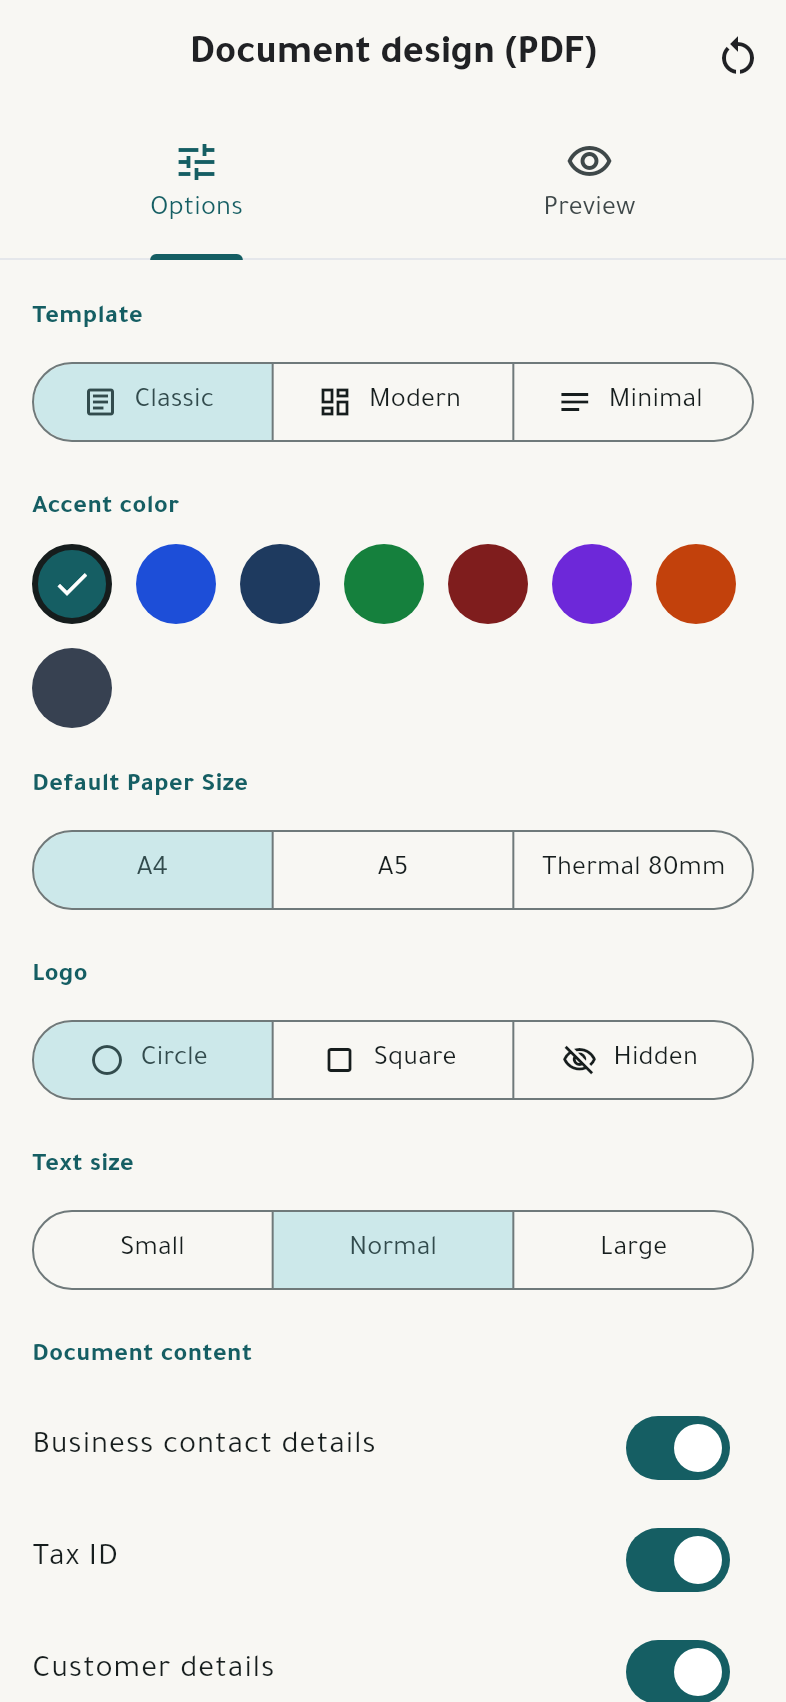 Document design (PDF)
Options
Preview
Template
Classic
Modern
Minimal
Accent color
Default Paper Size
A4
A5
Thermal 80mm
Logo
Circle
Square
Hidden
Text size
Small
Normal
Large
Document content
Business contact details
Tax ID
Customer details